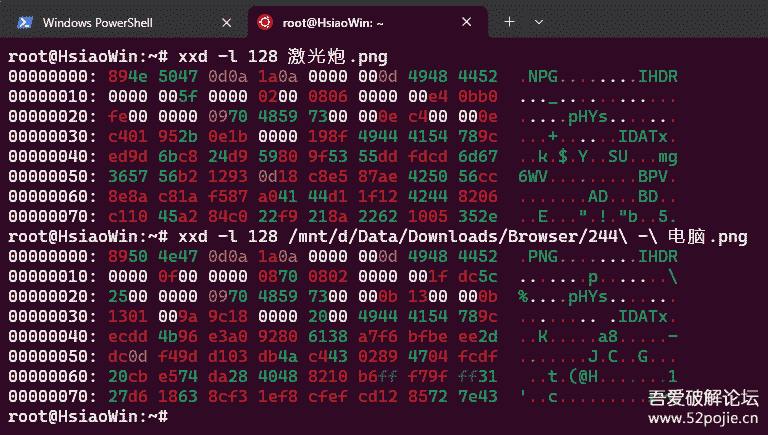 Windows PowerShell
root@HsiaoWin: ~
root@HsiaoWin:~# xxd -l 128 激光炮.png
00000000: 894e 5047 0d0a 1a0a 0000 000d 4948 4452 .NPG........IHDR
00000010: 0000 005f 0000 0200 0806 0000 00e4 0bb0 ..._............
00000020: fe00 0000 0970 4859 7300 000e c400 000e .....pHYs.......
00000030: c401 952b 0e1b 0000 198f 4944 4154 789c ...+......IDATx.
00000040: ed9d 6bc8 24d9 5980 9f53 55dd fdcd 6d67 ..k.$.Y..SU...mg
00000050: 3657 56b2 1293 0d18 c8e5 87ae 4250 56cc 6WV.........BPV.
00000060: 8e8a c81a f587 a041 44d1 1f12 4244 8206 .......AD...BD..
00000070: c110 45a2 84c0 22f9 218a 2262 1005 352e ..E...".!."b..5.
root@HsiaoWin:~# xxd -l 128 /mnt/d/Data/Downloads/Browser/244\ -\ 电脑.png
00000000: 8950 4e47 0d0a 1a0a 0000 000d 4948 4452 .PNG........IHDR
00000010: 0000 0f00 0000 0870 0802 0000 001f dc5c .......p.......\
00000020: 2500 0000 0970 4859 7300 000b 1300 000b %....pHYs.......
00000030: 1301 009a 9c18 0000 2000 4944 4154 789c ........ .IDATx.
00000040: ecdd 4b96 e3a0 9280 6138 a7f6 bfbe ee2d ..K.....a8.....-
00000050: dc0d f49d d103 db4a c443 0289 4704 fcdf .......J.C..G...
00000060: 20cb e574 da28 4048 8210 b6ff f79f ff31  ..t.(@H.......1
00000070: 27d6 1863 8cf3 1ef8 cfef cd12 8572 7e43 '..c.........r~C
root@HsiaoWin:~#
吾爱破解论坛
www.52pojie.cn